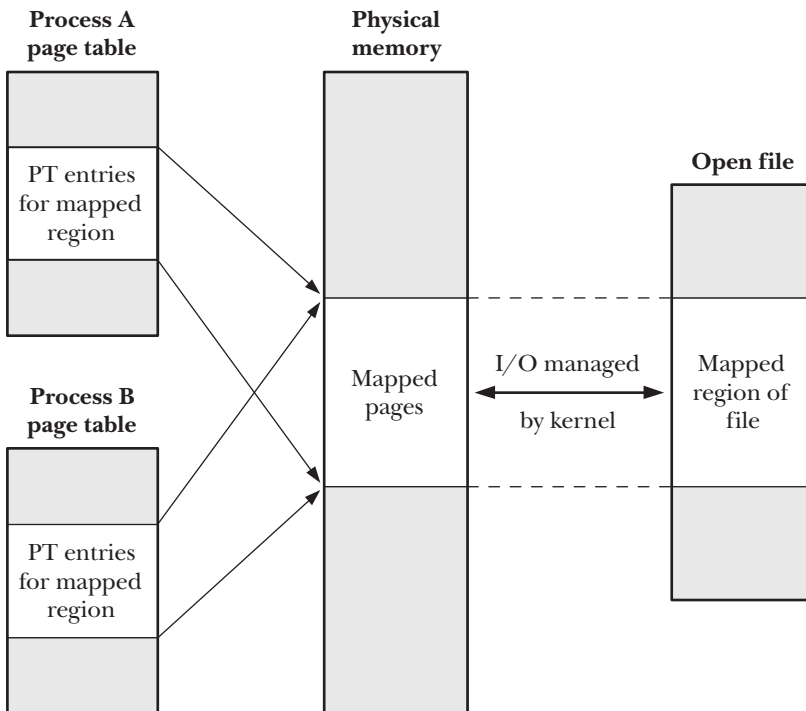 Process A
page table
PT entries
for mapped
region
Process B
page table
PT entries
for mapped
region
Physical
memory
Mapped
pages
I/O managed
by kernel
Open file
Mapped
region of
file